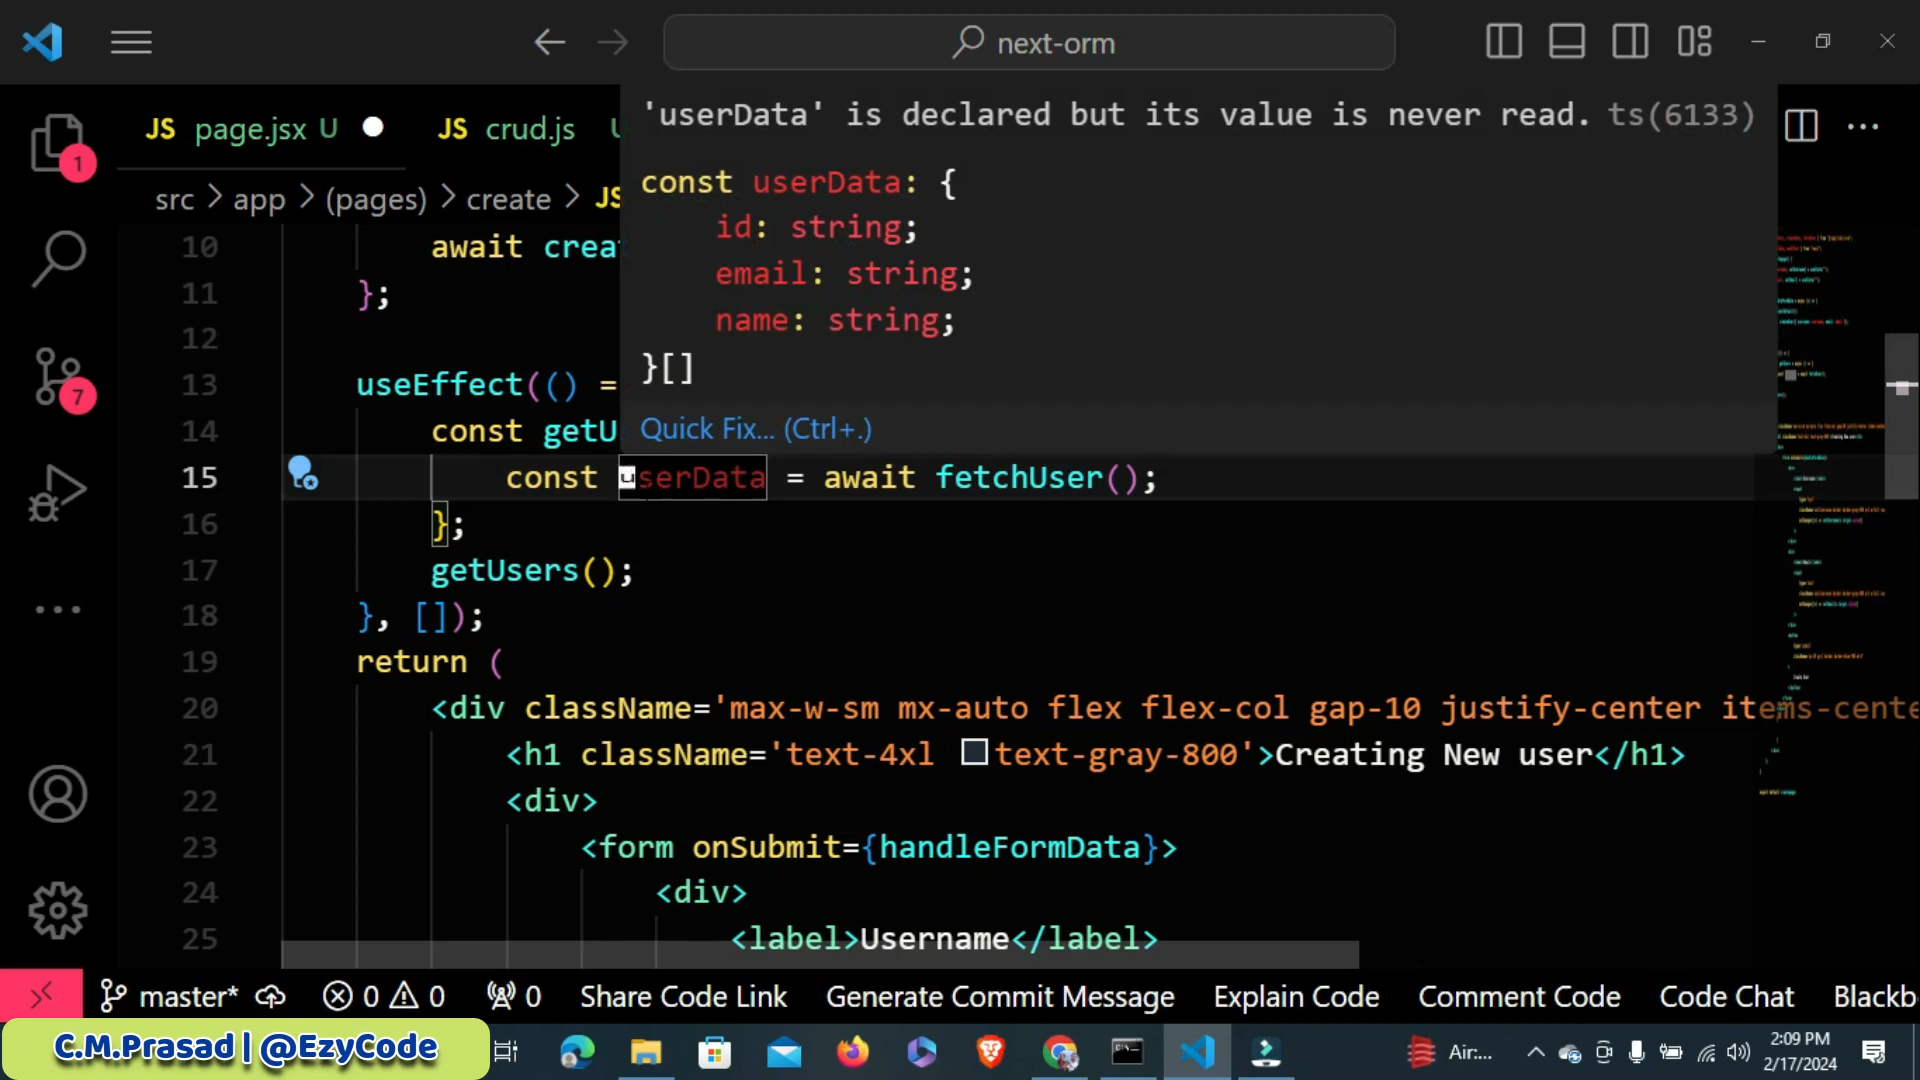 next-orm
JS page.jsx U
JS crud.js
src > app > (pages) > create > JS
'userData' is declared but its value is never read. ts(6133)
const userData: {
id: string;
email: string;
name: string;
}[]
Quick Fix... (Ctrl+.)
10 await crea
11 };
12
13 useEffect(() =
14 const getU
15 const userData = await fetchUser();
16 };
17 getUsers();
18 }, []);
19 return (
20 <div className='max-w-sm mx-auto flex flex-col gap-10 justify-center items-cente
21 <h1 className='text-4xl text-gray-800'>Creating New user</h1>
22 <div>
23 <form onSubmit={handleFormData}>
24 <div>
25 <label>Username</label>
1
7
master* 0 0 0 Share Code Link Generate Commit Message Explain Code Comment Code Code Chat Blackb
C.M.Prasad | @EzyCode
Air:...
2:09 PM
2/17/2024